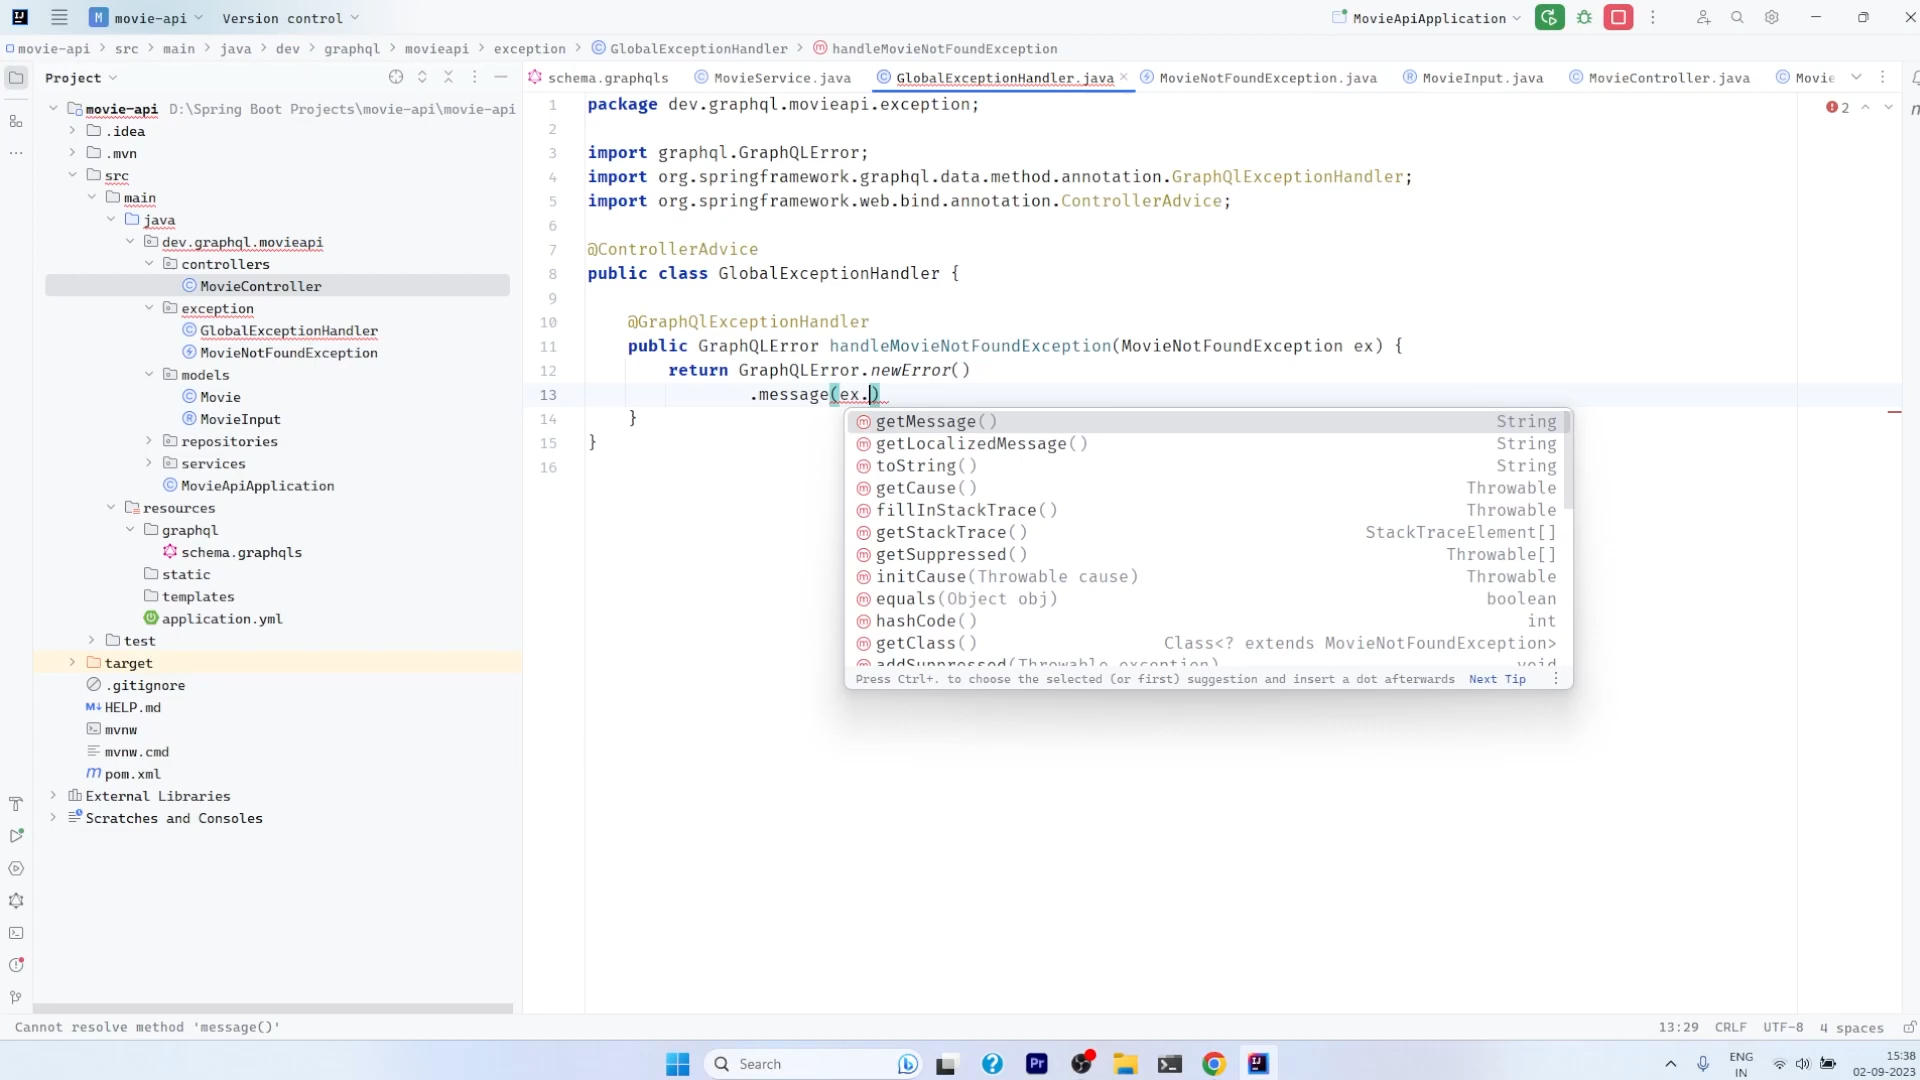 M movie-api Version control MovieApiApplication
movie-api > src > main > java > dev > graphql > movieapi > exception > GlobalExceptionHandler > handleMovieNotFoundException
Project
schema.graphqls MovieService.java GlobalExceptionHandler.java MovieNotFoundException.java MovieInput.java MovieController.java Movie
movie-api D:\Spring Boot Projects\movie-api\movie-api
.idea
.mvn
src
main
java
dev.graphql.movieapi
controllers
MovieController
exception
GlobalExceptionHandler
MovieNotFoundException
models
Movie
MovieInput
repositories
services
MovieApiApplication
resources
graphql
schema.graphqls
static
templates
application.yml
test
target
.gitignore
HELP.md
mvnw
mvnw.cmd
pom.xml
External Libraries
Scratches and Consoles
1 package dev.graphql.movieapi.exception;
2
3 import graphql.GraphQLError;
4 import org.springframework.graphql.data.method.annotation.GraphQlExceptionHandler;
5 import org.springframework.web.bind.annotation.ControllerAdvice;
6
7 @ControllerAdvice
8 public class GlobalExceptionHandler {
9
10 @GraphQlExceptionHandler
11 public GraphQLError handleMovieNotFoundException(MovieNotFoundException ex) {
12 return GraphQLError.newError()
13 .message(ex.)
14 }
15 }
16
2
getMessage() String
getLocalizedMessage() String
toString() String
getCause() Throwable
fillInStackTrace() Throwable
getStackTrace() StackTraceElement[]
getSuppressed() Throwable[]
initCause(Throwable cause) Throwable
equals(Object obj) boolean
hashCode() int
getClass() Class<? extends MovieNotFoundException>
addSuppressed(Throwable exception) void
Press Ctrl+. to choose the selected (or first) suggestion and insert a dot afterwards Next Tip
Cannot resolve method 'message()' 13:29 CRLF UTF-8 4 spaces
Search
Pr
ENG
IN
15:38
02-09-2023